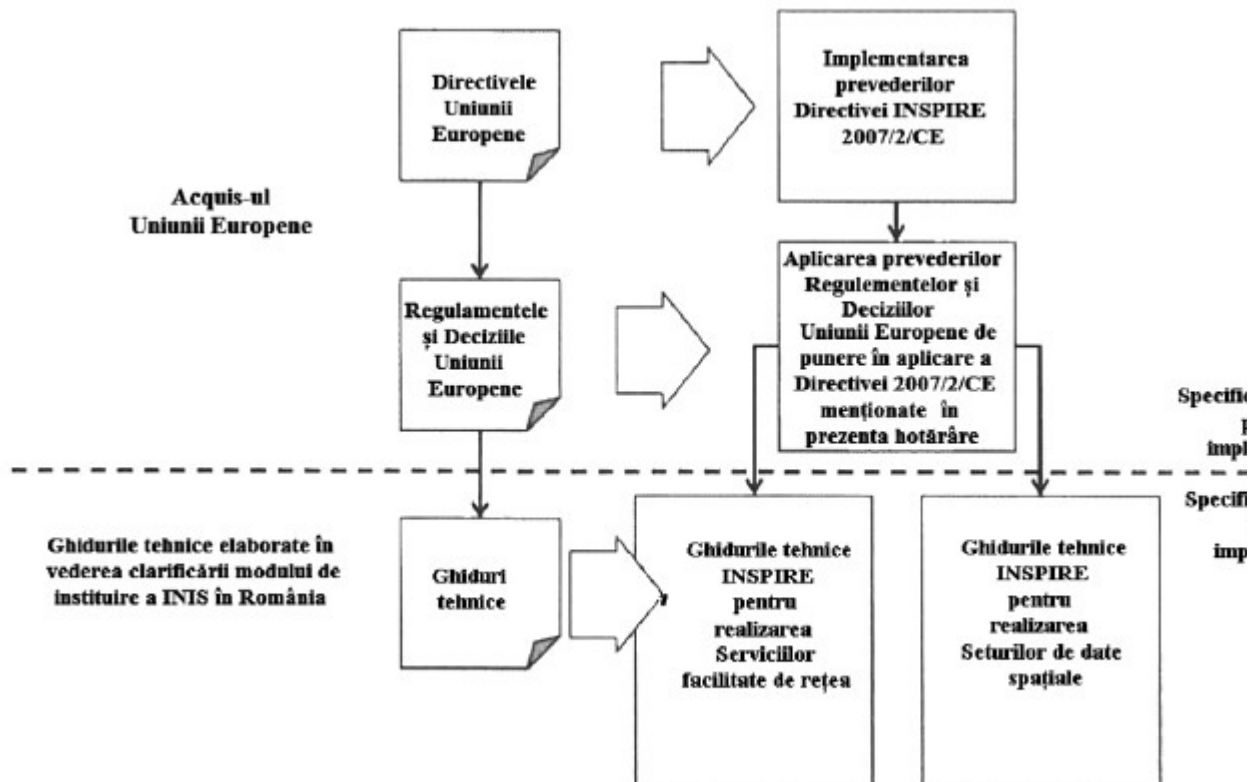 Directivele
Uniunii
Europene
Implementarea
prevederilor
Directivei INSPIRE
2007/2/CE
Acquis-ul
Uniunii Europene
Regulamentele
și Deciziile
Uniunii
Europene
Aplicarea prevederilor
Regulementelor și
Deciziilor
Uniunii Europene de
punere în aplicare a
Directivei 2007/2/CE
menționate în
prezenta hotărâre
Ghidurile tehnice elaborate în
vederea clarificării modului de
instituire a INIS în România
Ghiduri
tehnice
Ghidurile tehnice
INSPIRE
pentru
realizarea
Serviciilor
facilitate de rețea
Ghidurile tehnice
INSPIRE
pentru
realizarea
Seturilor de date
spațiale